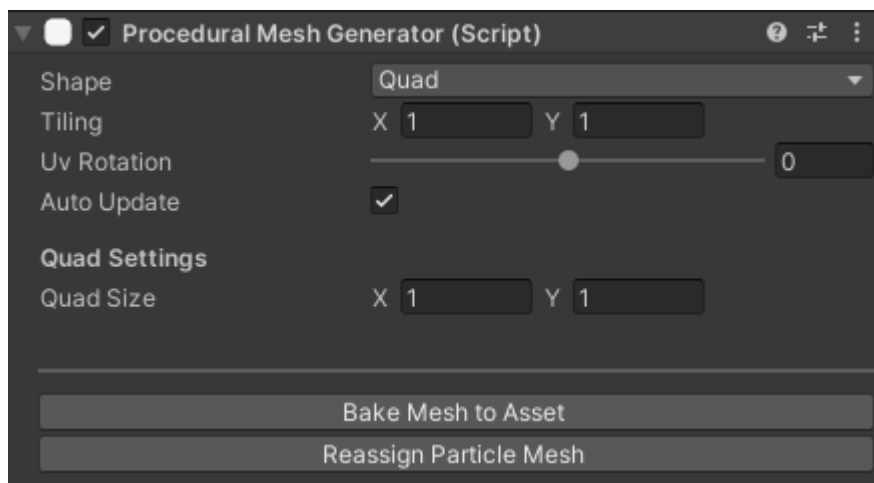 Procedural Mesh Generator (Script)
Shape Quad
Tiling X 1 Y 1
Uv Rotation 0
Auto Update
Quad Settings
Quad Size X 1 Y 1
Bake Mesh to Asset
Reassign Particle Mesh